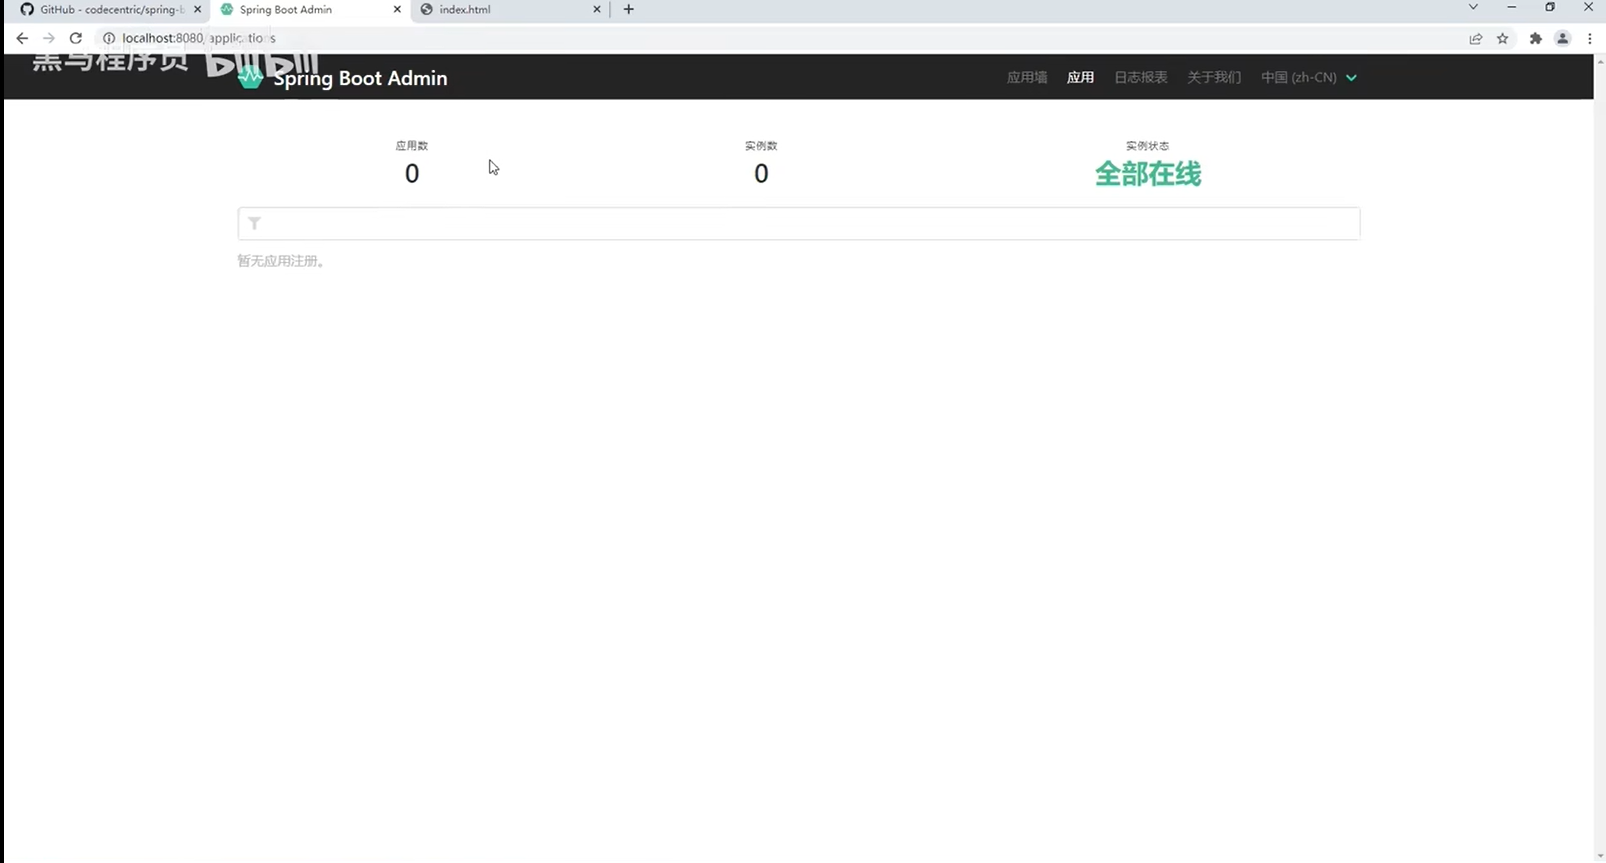 GitHub - codecentric/spring-b
Spring Boot Admin
index.html
localhost:8080/applications
黑马程序员 bilibili
Spring Boot Admin
应用墙 应用 日志报表 关于我们 中国 (zh-CN)
应用数 实例数 实例状态
0 0 全部在线
暂无应用注册。